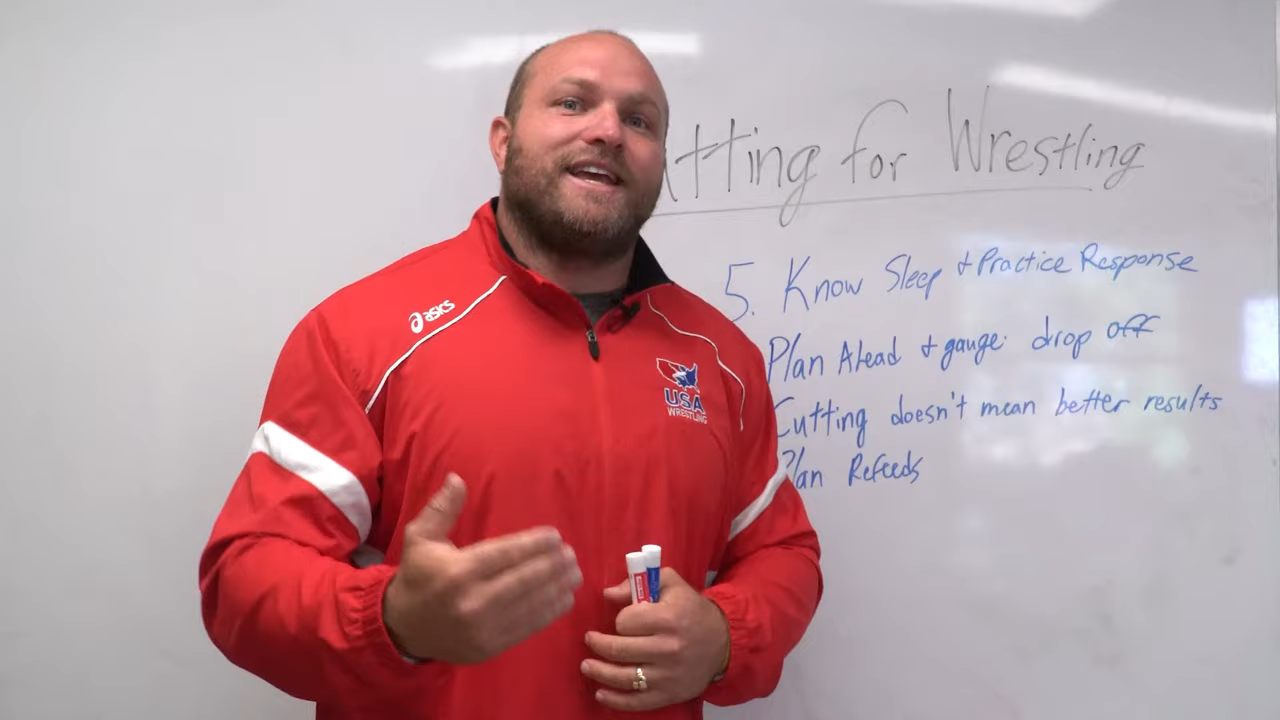 for Wrestling
5. Know Sleep + Practice Response
Plan Ahead + gauge drop off
Cutting doesn't mean better results
Plan Refeeds
asics
USA
WRESTLING